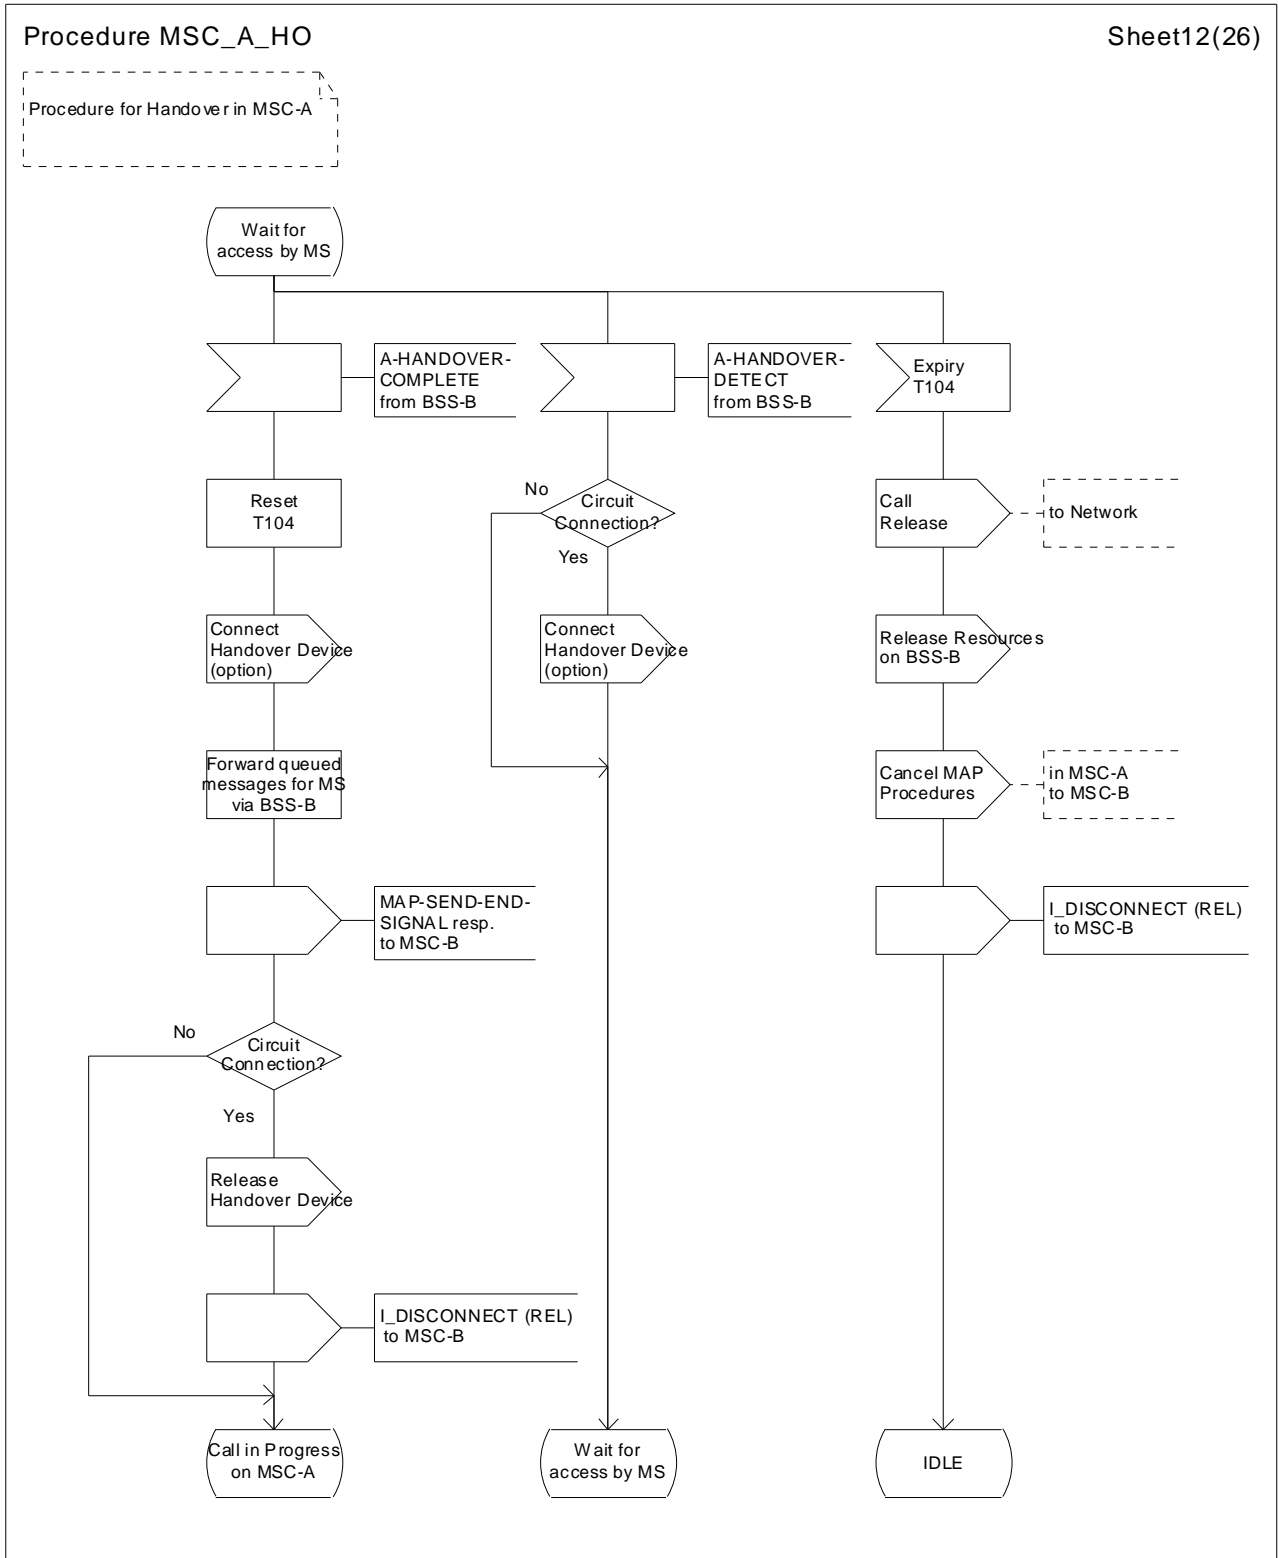 Procedure MSC_A_HO
Sheet12(26)
Procedure for Handover in MSC-A
Wait for
access by MS
A-HANDOVER-
COMPLETE
from BSS-B
A-HANDOVER-
DETECT
from BSS-B
Expiry
T104
Reset
T104
No
Circuit
Connection?
Yes
Call
Release
to Network
Connect
Handover Device
(option)
Connect
Handover Device
(option)
Release Resources
on BSS-B
Forward queued
messages for MS
via BSS-B
Cancel MAP
Procedures
in MSC-A
to MSC-B
MAP-SEND-END-
SIGNAL resp.
to MSC-B
I_DISCONNECT (REL)
to MSC-B
No
Circuit
Connection?
Yes
Release
Handover Device
I_DISCONNECT (REL)
to MSC-B
Call in Progress
on MSC-A
Wait for
access by MS
IDLE